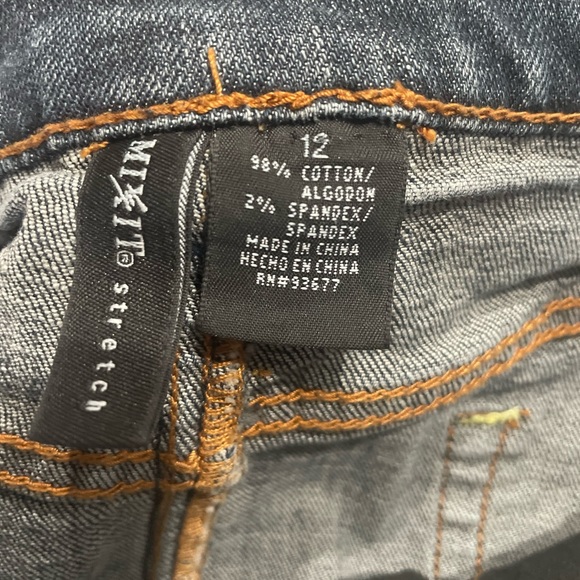 MIXIT® stretch
12
98% COTTON/
ALGODON
2% SPANDEX/
SPANDEX
MADE IN CHINA
HECHO EN CHINA
RN#93677